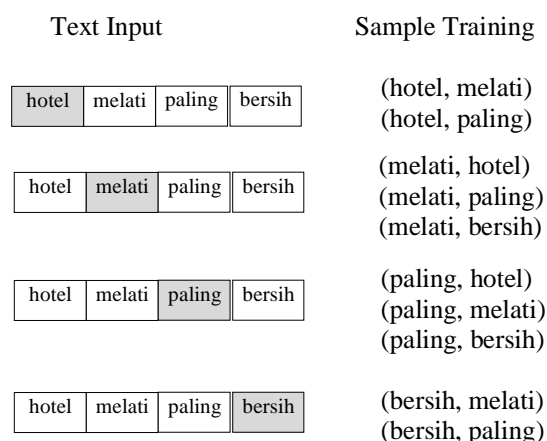 Text Input Sample Training
hotel melati paling bersih
(hotel, melati)
(hotel, paling)
hotel melati paling bersih
(melati, hotel)
(melati, paling)
(melati, bersih)
hotel melati paling bersih
(paling, hotel)
(paling, melati)
(paling, bersih)
hotel melati paling bersih
(bersih, melati)
(bersih, paling)